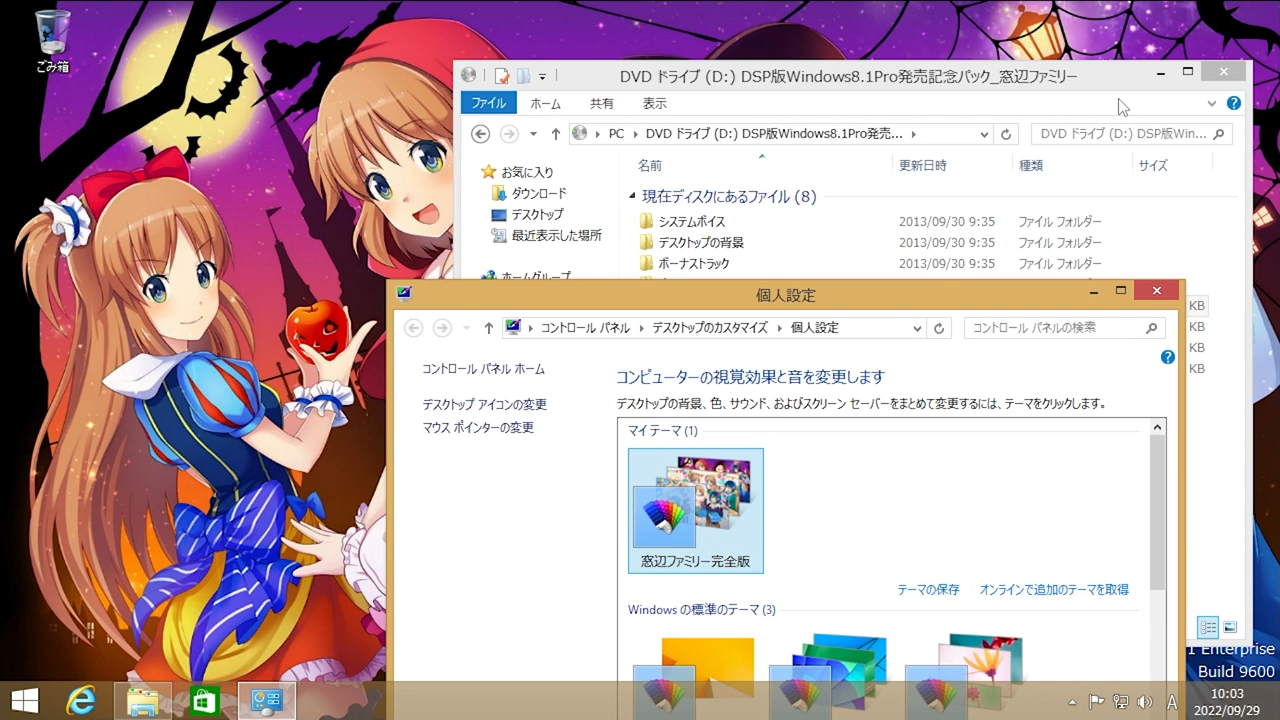 ごみ箱
DVD ドライブ (D:) DSP版Windows8.1Pro発売記念パック_窓辺ファミリー
ファイル ホーム 共有 表示
PC DVD ドライブ (D:) DSP版Windows8.1Pro発売... DVD ドライブ (D:) DSP版Win...
名前 更新日時 種類 サイズ
お気に入り
ダウンロード
デスクトップ
最近表示した場所
ホームグループ
現在ディスクにあるファイル (8)
システムボイス 2013/09/30 9:35 ファイル フォルダー
デスクトップの背景 2013/09/30 9:35 ファイル フォルダー
ボーナストラック 2013/09/30 9:35 ファイル フォルダー
KB
KB
KB
KB
個人設定
コントロール パネル デスクトップのカスタマイズ 個人設定 コントロール パネルの検索
コントロール パネル ホーム
デスクトップ アイコンの変更
マウス ポインターの変更
コンピューターの視覚効果と音を変更します
デスクトップの背景、色、サウンド、およびスクリーン セーバーをまとめて変更するには、テーマをクリックします。
マイ テーマ (1)
窓辺ファミリー完全版
テーマの保存 オンラインで追加のテーマを取得
Windows の標準のテーマ (3)
1 Enterprise
Build 9600
A
10:03
2022/09/29